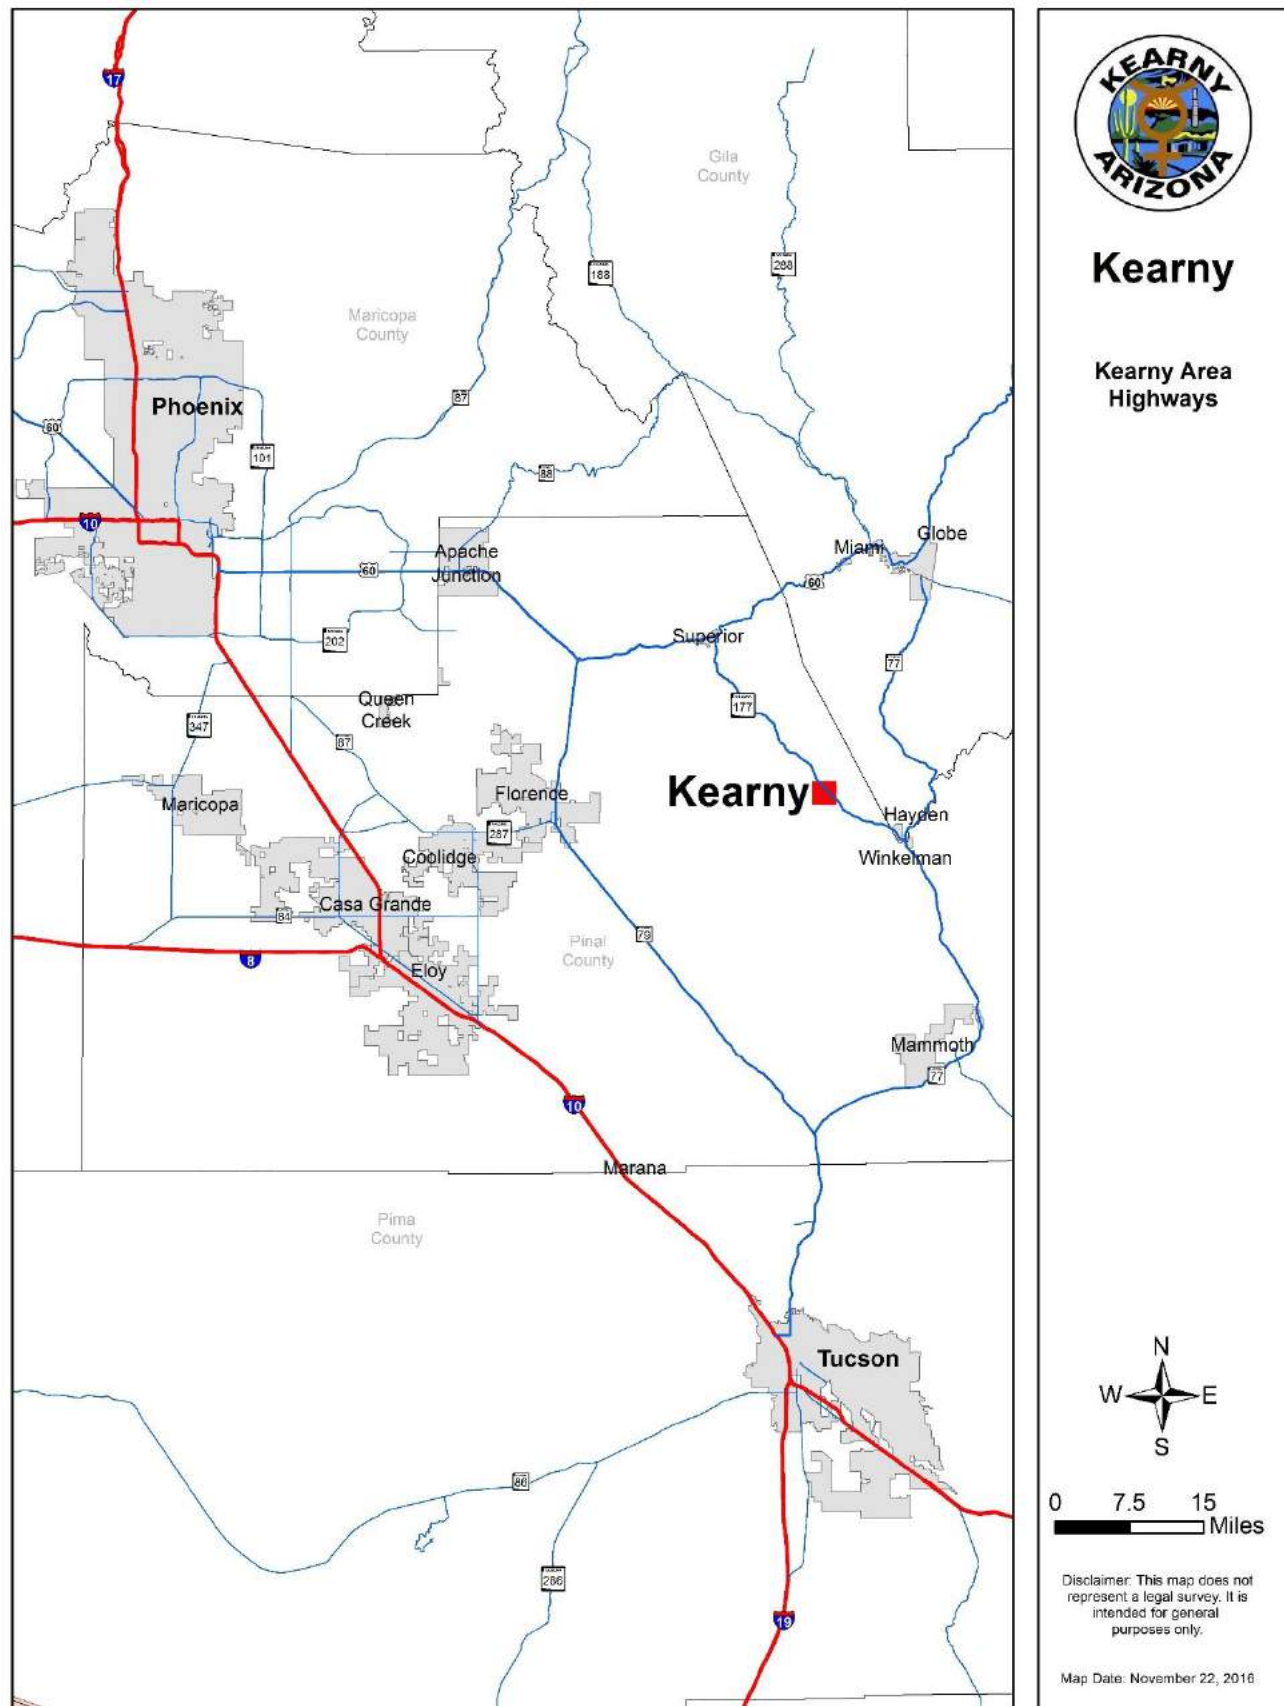 17
Gila
County
188
288
Maricopa
County
87
Phoenix
60
101
88
10
Apache
Junction
Miami
Globe
60
60
202
Superior
77
Queen
Creek
177
347
87
Maricopa
Florence
Kearny
Hayden
287
Coolidge
Winkelman
Casa Grande
84
79
Pinal
County
8
Eloy
Mammoth
77
10
Marana
Pima
County
Tucson
86
286
19
KEARNY
ARIZONA
Kearny
Kearny Area
Highways
N
W E
S
0 7.5 15
Miles
Disclaimer: This map does not
represent a legal survey. It is
intended for general
purposes only.
Map Date: November 22, 2016